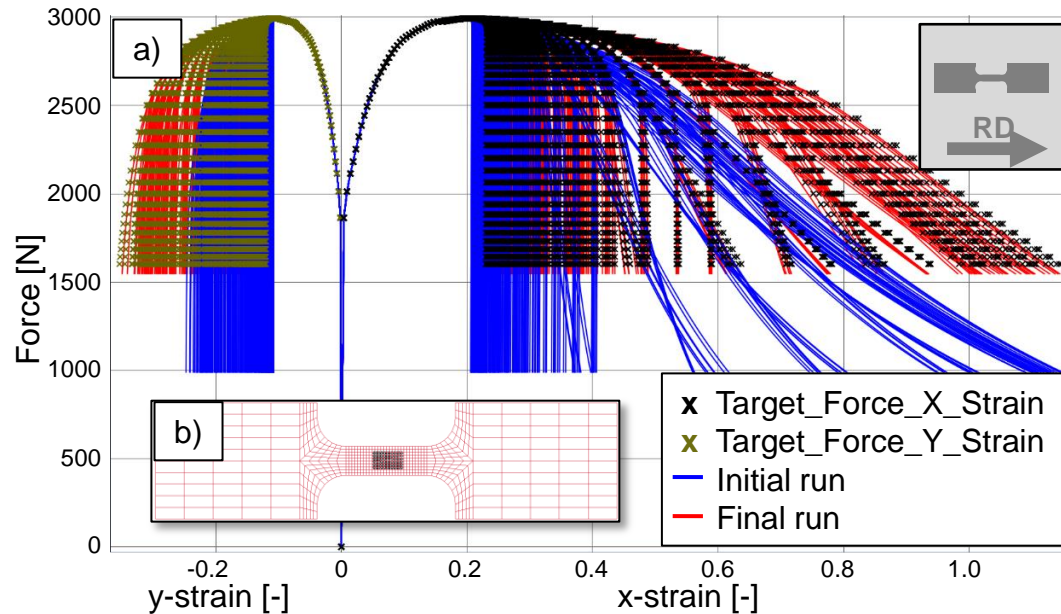 3000
a)
2500
RD
2000
Force [N]
1500
1000
x Target_Force_X_Strain
x Target_Force_Y_Strain
Initial run
Final run
b)
500
0
-0.2 0 0.2 0.4 0.6 0.8 1.0
y-strain [-] x-strain [-]